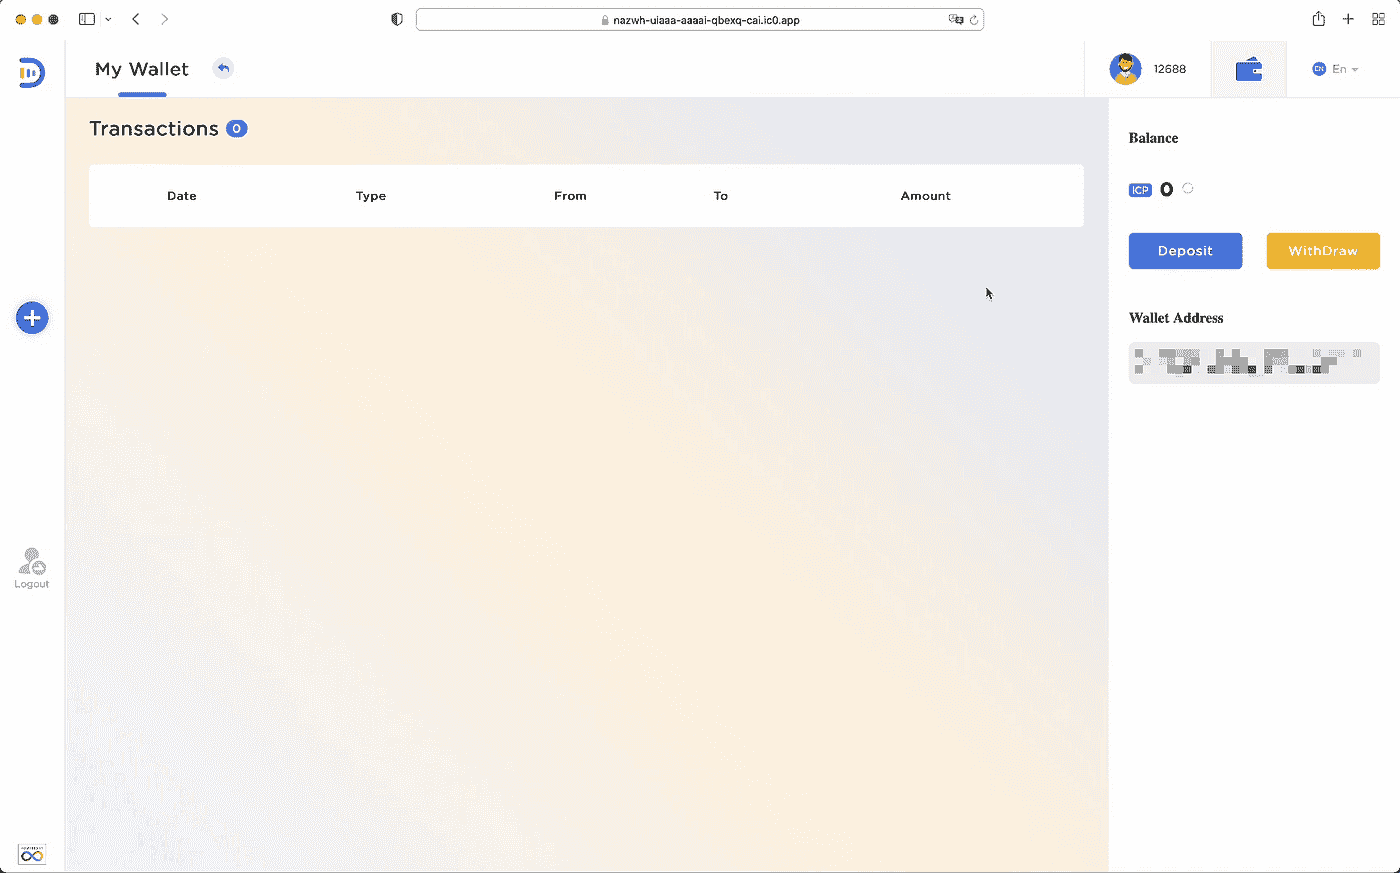 nazwh-uiaaa-aaaai-qbexq-cai.ic0.app
My Wallet
12688
CN En
Transactions 0
Date Type From To Amount
Balance
ICP 0
Deposit WithDraw
Wallet Address
Logout